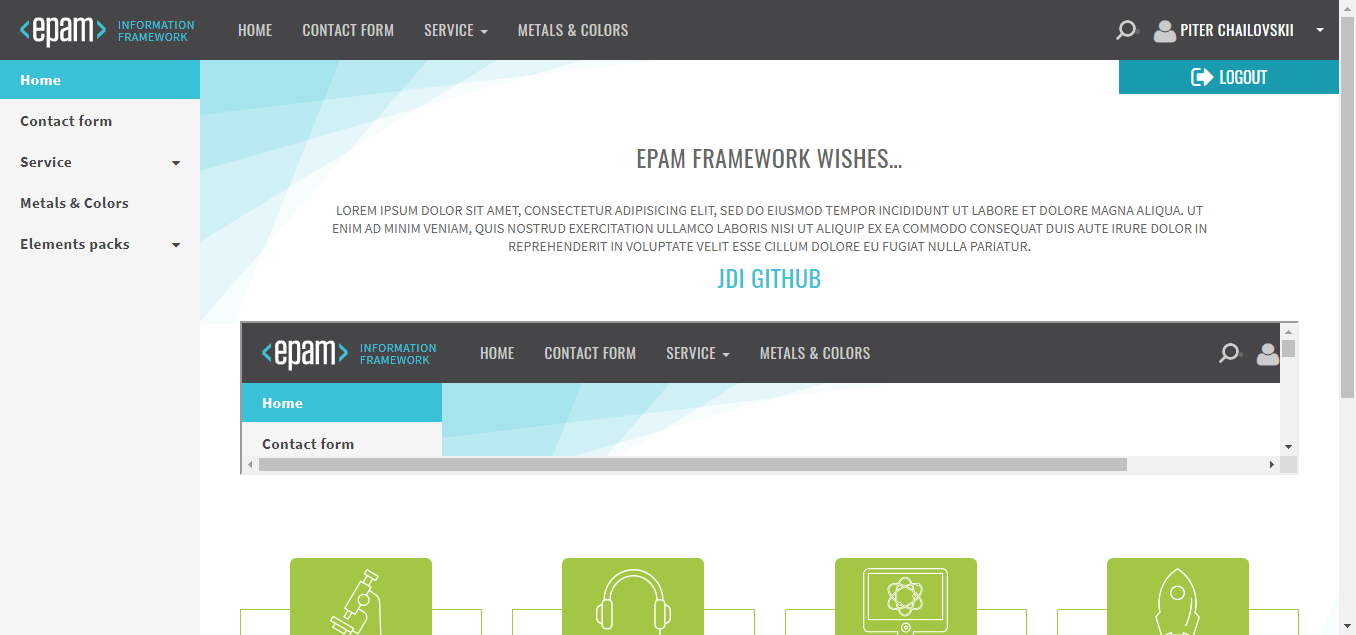 epam INFORMATION FRAMEWORK HOME CONTACT FORM SERVICE METALS & COLORS PITER CHAILOVSKII
LOGOUT
Home
Contact form
Service
Metals & Colors
Elements packs
EPAM FRAMEWORK WISHES…
LOREM IPSUM DOLOR SIT AMET, CONSECTETUR ADIPISICING ELIT, SED DO EIUSMOD TEMPOR INCIDIDUNT UT LABORE ET DOLORE MAGNA ALIQUA. UT
ENIM AD MINIM VENIAM, QUIS NOSTRUD EXERCITATION ULLAMCO LABORIS NISI UT ALIQUIP EX EA COMMODO CONSEQUAT DUIS AUTE IRURE DOLOR IN
REPREHENDERIT IN VOLUPTATE VELIT ESSE CILLUM DOLORE EU FUGIAT NULLA PARIATUR.
JDI GITHUB
epam INFORMATION FRAMEWORK HOME CONTACT FORM SERVICE METALS & COLORS
Home
Contact form